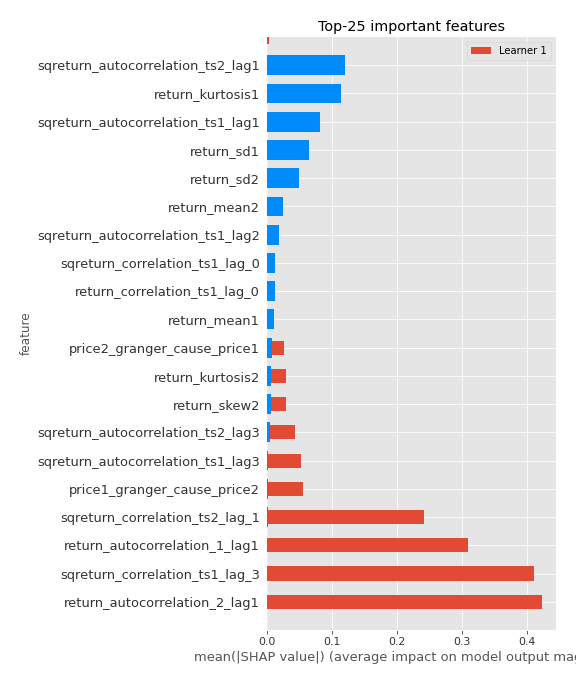 Top-25 important features
Learner 1
sqreturn_autocorrelation_ts2_lag1
return_kurtosis1
sqreturn_autocorrelation_ts1_lag1
return_sd1
return_sd2
return_mean2
sqreturn_autocorrelation_ts1_lag2
sqreturn_correlation_ts1_lag_0
return_correlation_ts1_lag_0
return_mean1
price2_granger_cause_price1
return_kurtosis2
return_skew2
sqreturn_autocorrelation_ts2_lag3
sqreturn_autocorrelation_ts1_lag3
price1_granger_cause_price2
sqreturn_correlation_ts2_lag_1
return_autocorrelation_1_lag1
sqreturn_correlation_ts1_lag_3
return_autocorrelation_2_lag1
feature
0.0 0.1 0.2 0.3 0.4
mean(|SHAP value|) (average impact on model output mag